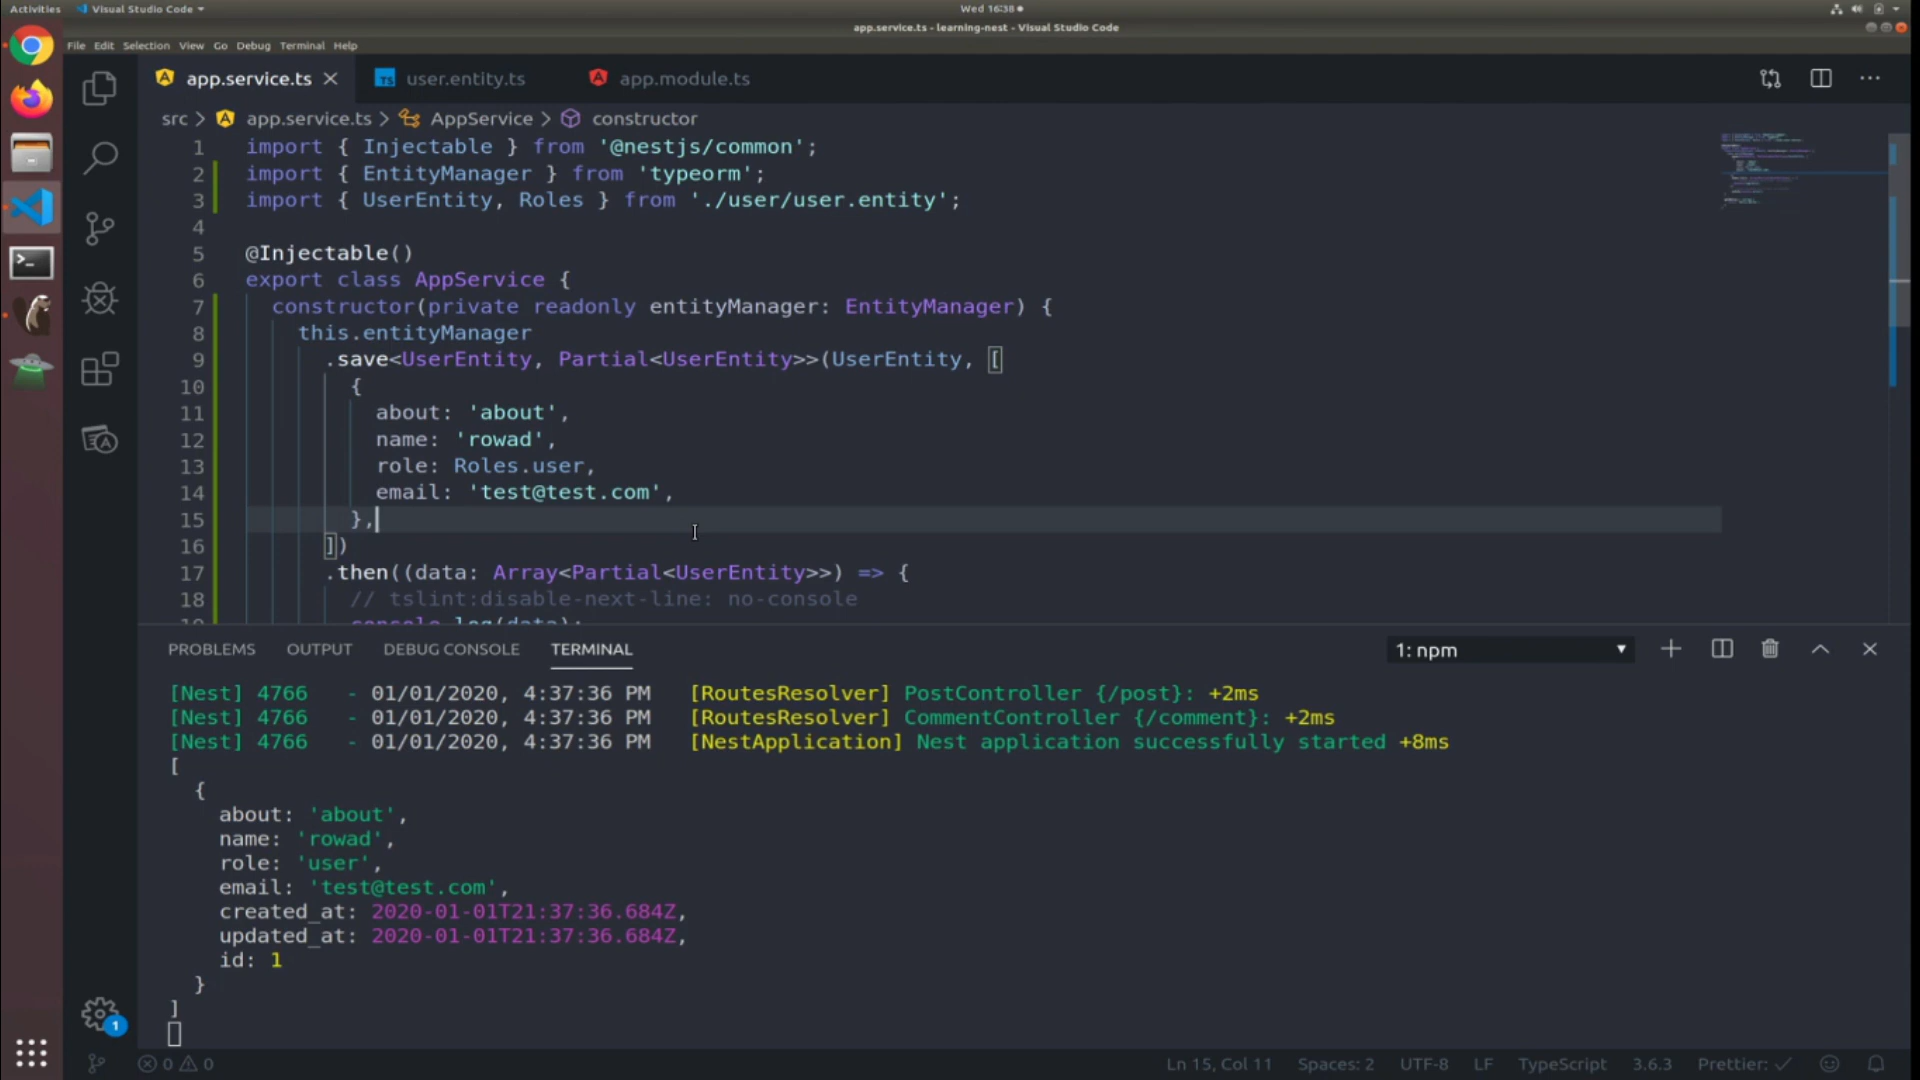 Activities Visual Studio Code Wed 16:38
app.service.ts - learning-nest - Visual Studio Code
File Edit Selection View Go Debug Terminal Help
app.service.ts user.entity.ts app.module.ts
TS
src > app.service.ts > AppService > constructor
1 import { Injectable } from '@nestjs/common';
2 import { EntityManager } from 'typeorm';
3 import { UserEntity, Roles } from './user/user.entity';
4
5 @Injectable()
6 export class AppService {
7 constructor(private readonly entityManager: EntityManager) {
8 this.entityManager
9 .save<UserEntity, Partial<UserEntity>>(UserEntity, [
10 {
11 about: 'about',
12 name: 'rowad',
13 role: Roles.user,
14 email: 'test@test.com',
15 },
16 ])
17 .then((data: Array<Partial<UserEntity>>) => {
18 // tslint:disable-next-line: no-console
19 console.log(data);
PROBLEMS OUTPUT DEBUG CONSOLE TERMINAL 1: npm
[Nest] 4766 - 01/01/2020, 4:37:36 PM [RoutesResolver] PostController {/post}: +2ms
[Nest] 4766 - 01/01/2020, 4:37:36 PM [RoutesResolver] CommentController {/comment}: +2ms
[Nest] 4766 - 01/01/2020, 4:37:36 PM [NestApplication] Nest application successfully started +8ms
[
{
about: 'about',
name: 'rowad',
role: 'user',
email: 'test@test.com',
created_at: 2020-01-01T21:37:36.684Z,
updated_at: 2020-01-01T21:37:36.684Z,
id: 1
}
]
1
0 0 Ln 15, Col 11 Spaces: 2 UTF-8 LF TypeScript 3.6.3 Prettier: ✓